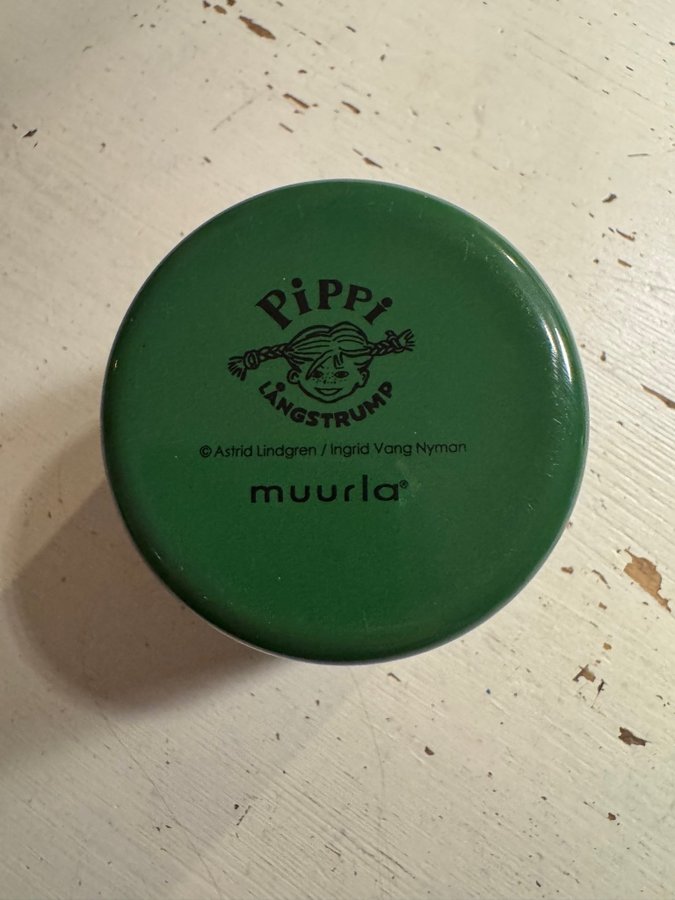 PiPPi
LÅNGSTRUMP
© Astrid Lindgren / Ingrid Vang Nyman
muurla®